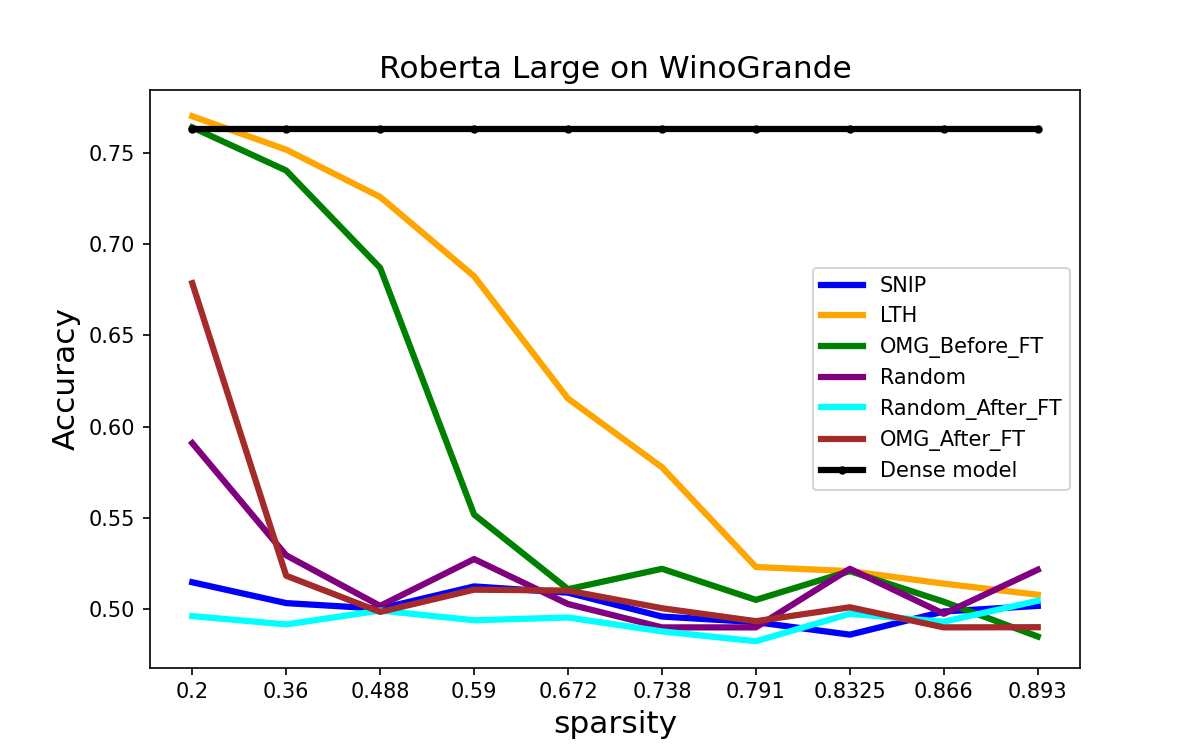 Roberta Large on WinoGrande
Accuracy
0.75
0.70
0.65
0.60
0.55
0.50
SNIP
LTH
OMG_Before_FT
Random
Random_After_FT
OMG_After_FT
Dense model
0.2 0.36 0.488 0.59 0.672 0.738 0.791 0.8325 0.866 0.893
sparsity